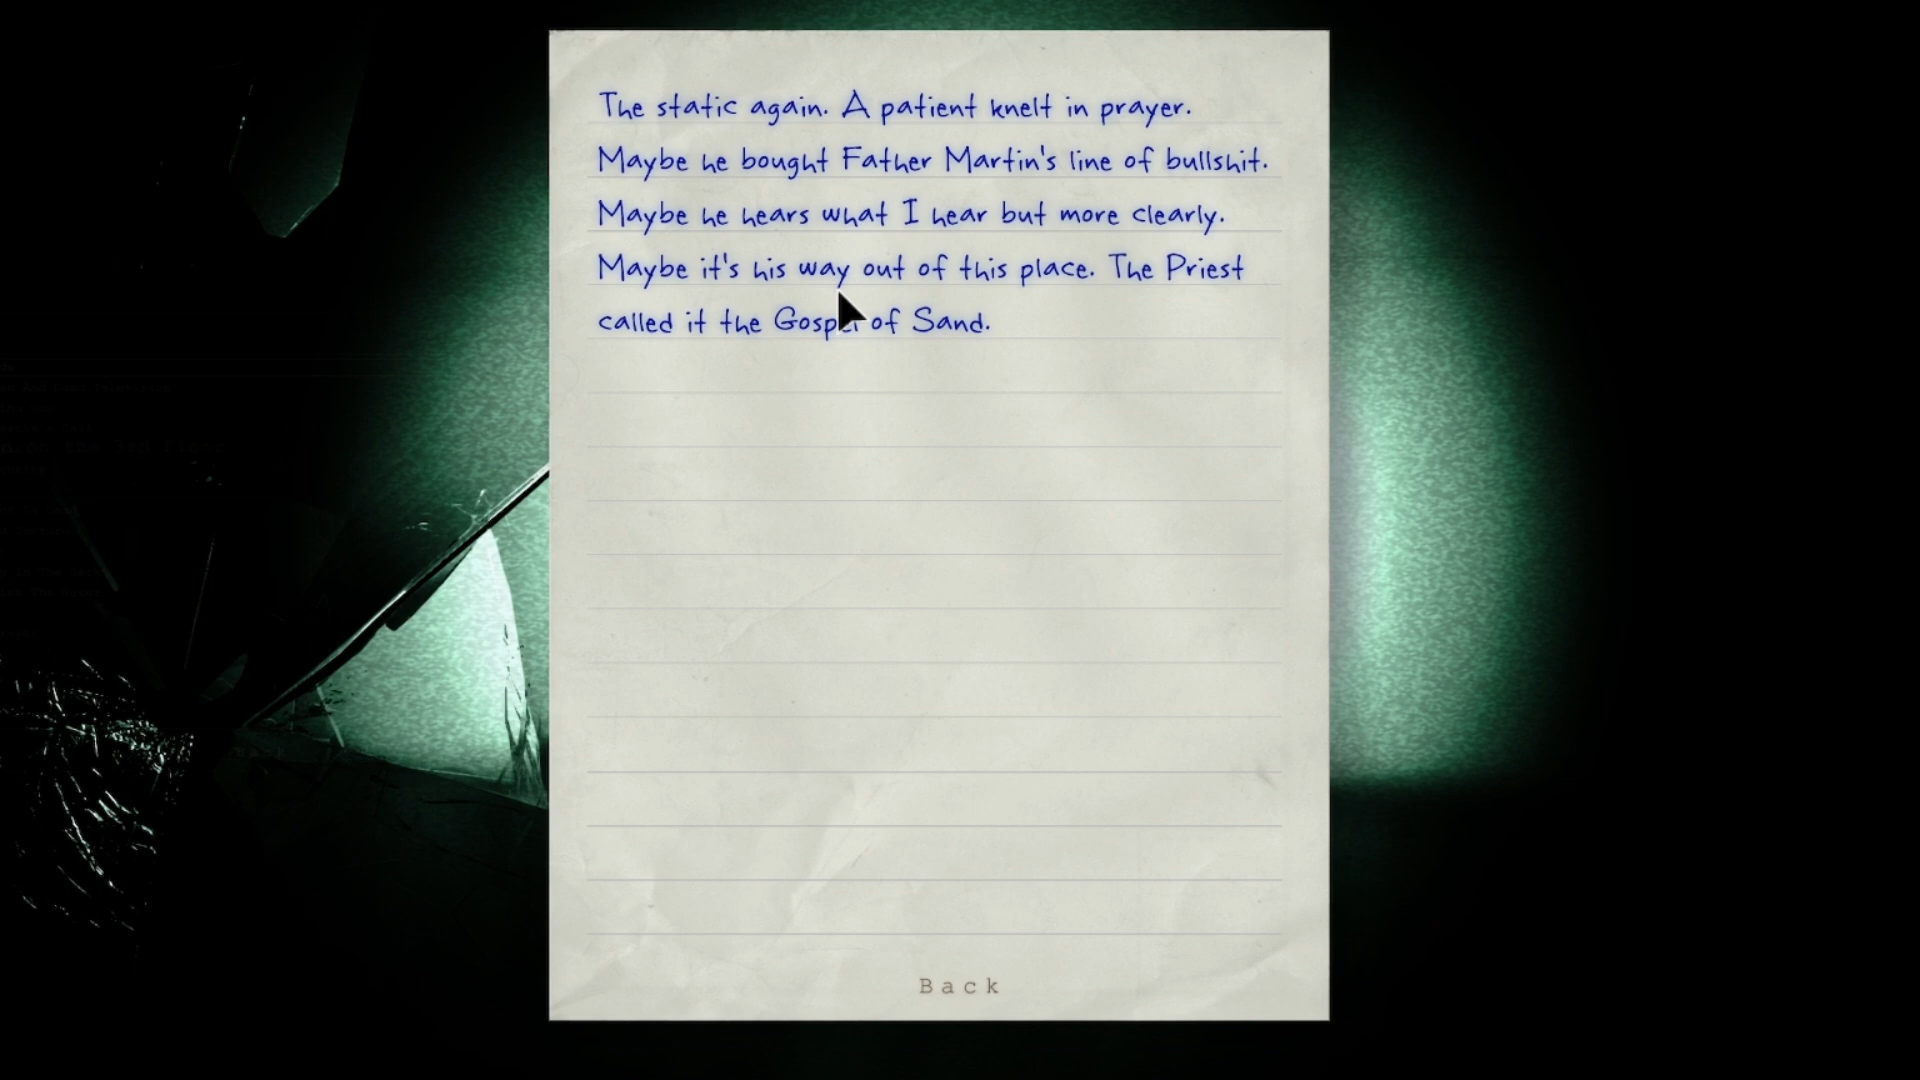 The static again. A patient knelt in prayer.
Maybe he bought Father Martin's line of bullshit.
Maybe he hears what I hear but more clearly.
Maybe it's his way out of this place. The Priest
called it the Gospel of Sand.
Back